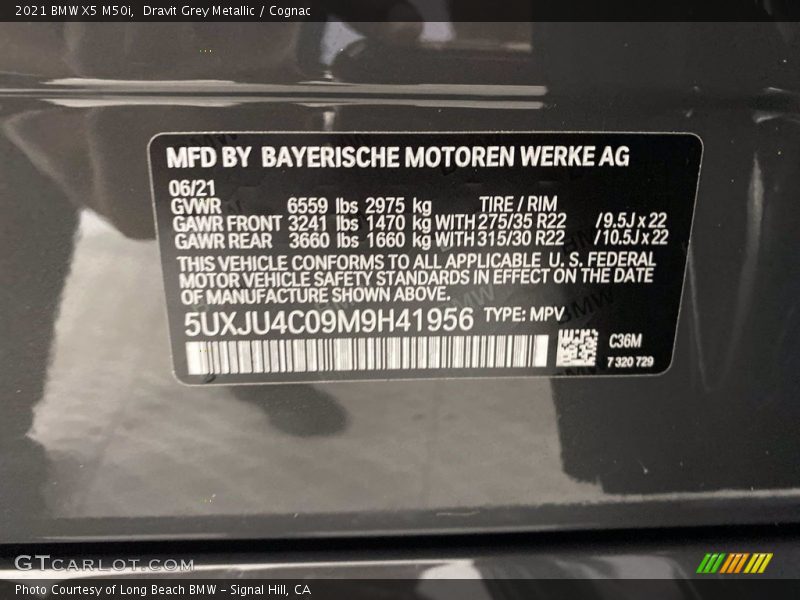 2021 BMW X5 M50i, Dravit Grey Metallic / Cognac
MFD BY BAYERISCHE MOTOREN WERKE AG
06/21
GVWR 6559 lbs 2975 kg TIRE / RIM
GAWR FRONT 3241 lbs 1470 kg WITH 275/35 R22 /9.5J x 22
GAWR REAR 3660 lbs 1660 kg WITH 315/30 R22 /10.5J x 22
THIS VEHICLE CONFORMS TO ALL APPLICABLE U. S. FEDERAL
MOTOR VEHICLE SAFETY STANDARDS IN EFFECT ON THE DATE
OF MANUFACTURE SHOWN ABOVE.
5UXJU4C09M9H41956 TYPE: MPV
C36M
7 320 729
GTCARLOT.COM
Photo Courtesy of Long Beach BMW – Signal Hill, CA